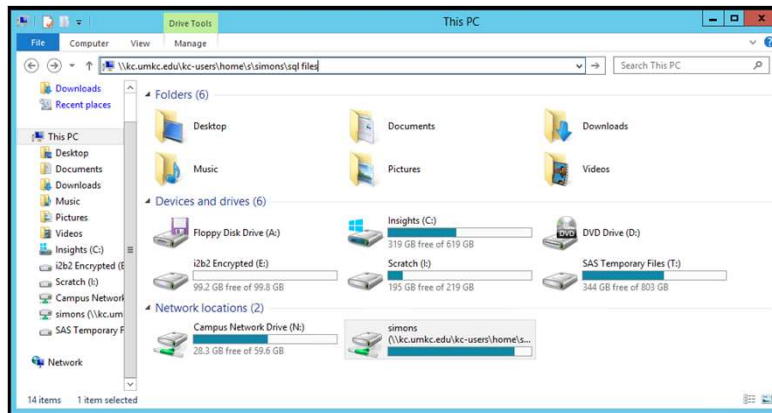 Drive Tools
This PC
File Computer View Manage
\\kc.umkc.edu\kc-users\home\s\simons\sql files
Search This PC
Downloads
Recent places
This PC
Desktop
Documents
Downloads
Music
Pictures
Videos
Insights (C:)
i2b2 Encrypted (E
Scratch (I:)
Campus Network
simons (\\kc.um
SAS Temporary F
Network
Folders (6)
Desktop
Documents
Downloads
Music
Pictures
Videos
Devices and drives (6)
Floppy Disk Drive (A:)
Insights (C:)
319 GB free of 619 GB
DVD Drive (D:)
DVD
i2b2 Encrypted (E:)
99.2 GB free of 99.8 GB
Scratch (I:)
195 GB free of 219 GB
SAS Temporary Files (T:)
344 GB free of 803 GB
Network locations (2)
Campus Network Drive (N:)
28.3 GB free of 59.6 GB
simons
(\\kc.umkc.edu\kc-users\home\s...
14 items 1 item selected